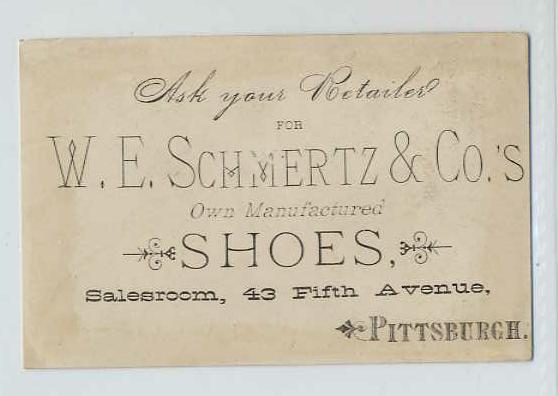 Ask your Retailer
FOR
W. E. SCHMERTZ & CO.'S
Own Manufactured
SHOES,
Salesroom, 43 Fifth Avenue,
PITTSBURGH.